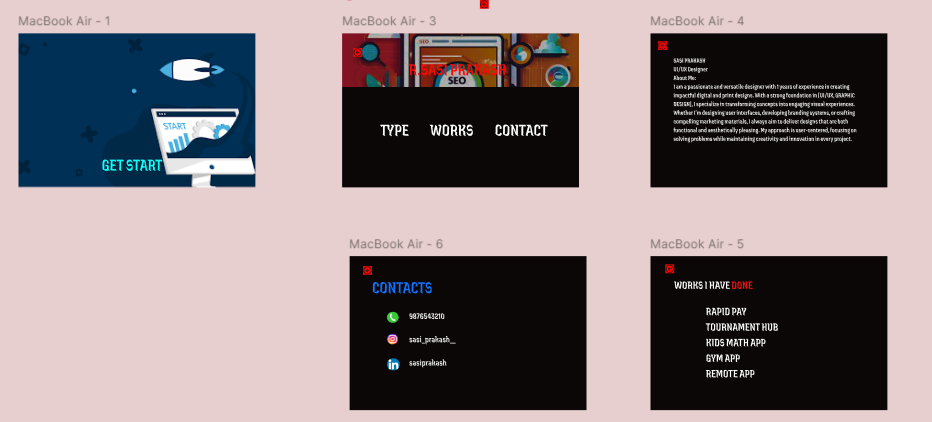 MacBook Air - 1
MacBook Air - 3
MacBook Air - 4
START
GET START
SEO
R.SASI PRAKASH
SEO
TYPE WORKS CONTACT
SASI PRAKASH
UI/UX Designer
About Me:
I am a passionate and versatile designer with 1 years of experience in creating
impactful digital and print designs. With a strong foundation in [UI/UX, GRAPHIC
DESIGN], I specialize in transforming concepts into engaging visual experiences.
Whether I'm designing user interfaces, developing branding systems, or crafting
compelling marketing materials, I always aim to deliver designs that are both
functional and aesthetically pleasing. My approach is user-centered, focusing on
solving problems while maintaining creativity and innovation in every project.
MacBook Air - 6
MacBook Air - 5
CONTACTS
9876543210
sasi_prakash__
in sasiprakash
WORKS I HAVE DONE
RAPID PAY
TOURNAMENT HUB
KIDS MATH APP
GYM APP
REMOTE APP